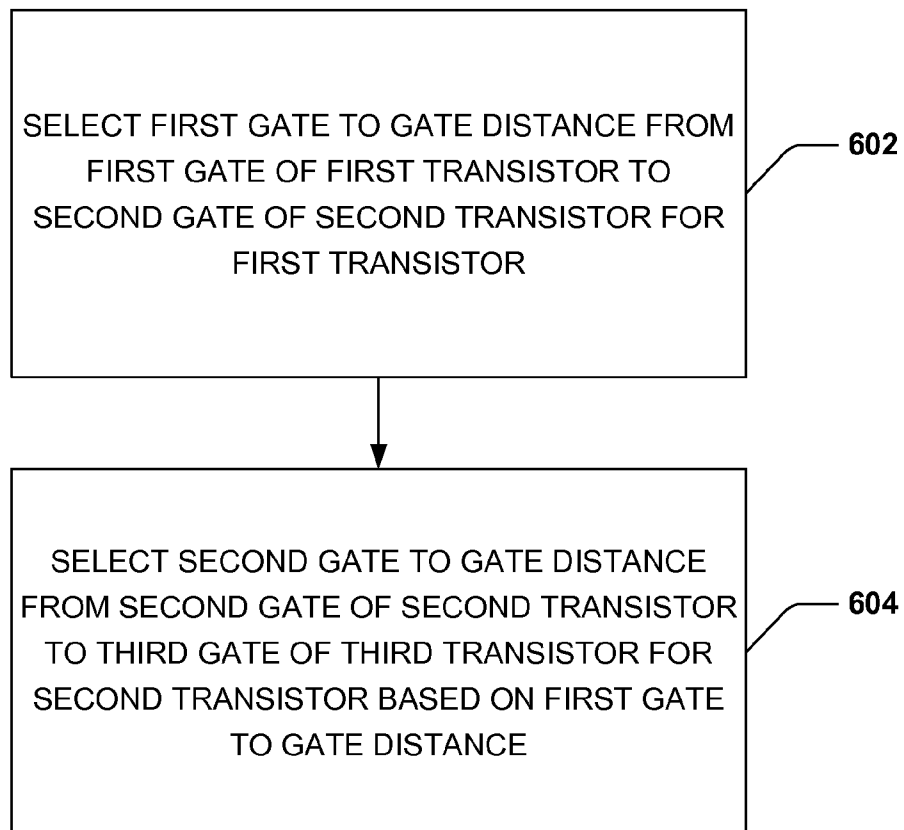 SELECT FIRST GATE TO GATE DISTANCE FROM
FIRST GATE OF FIRST TRANSISTOR TO
SECOND GATE OF SECOND TRANSISTOR FOR
FIRST TRANSISTOR
602
SELECT SECOND GATE TO GATE DISTANCE
FROM SECOND GATE OF SECOND TRANSISTOR
TO THIRD GATE OF THIRD TRANSISTOR FOR
SECOND TRANSISTOR BASED ON FIRST GATE
TO GATE DISTANCE
604